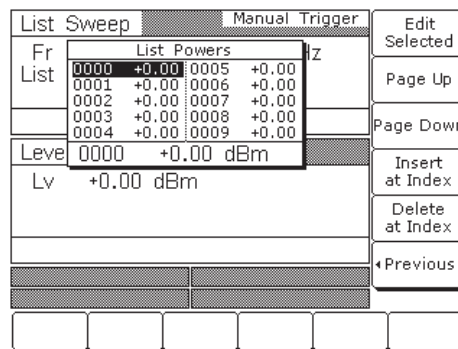 List Sweep
Manual Trigger
Fr
Hz
List
List Powers
0000 +0.00 0005 +0.00
0001 +0.00 0006 +0.00
0002 +0.00 0007 +0.00
0003 +0.00 0008 +0.00
0004 +0.00 0009 +0.00
0000 +0.00 dBm
Leve
Lv +0.00 dBm
Edit
Selected
Page Up
Page Down
Insert
at Index
Delete
at Index
Previous